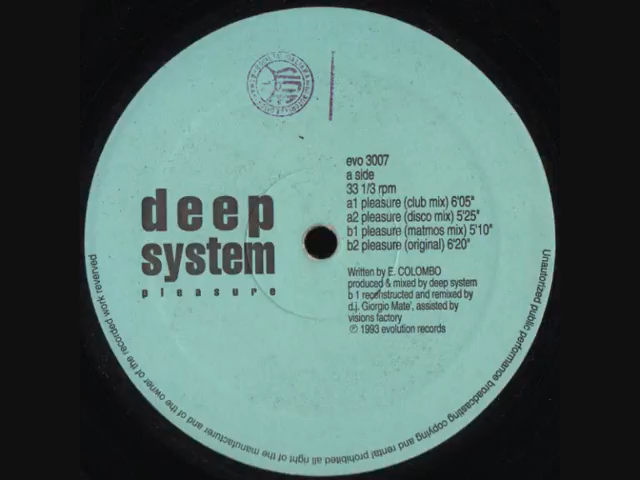 deep
system
pleasure
evo 3007
a side
33 1/3 rpm
a1 pleasure (club mix) 6'05"
a2 pleasure (disco mix) 5'25"
b1 pleasure (matmos mix) 5'10"
b2 pleasure (original) 6'20"
Written by E. COLOMBO
produced & mixed by deep system
b 1 reconstructed and remixed by
d.j. Giorgio Mate', assisted by
visions factory
℗ 1993 evolution records
Unautorized public performance broadcasting copying and rental prohibited all right of the manufacturer and of the owner of the recorded work reverved